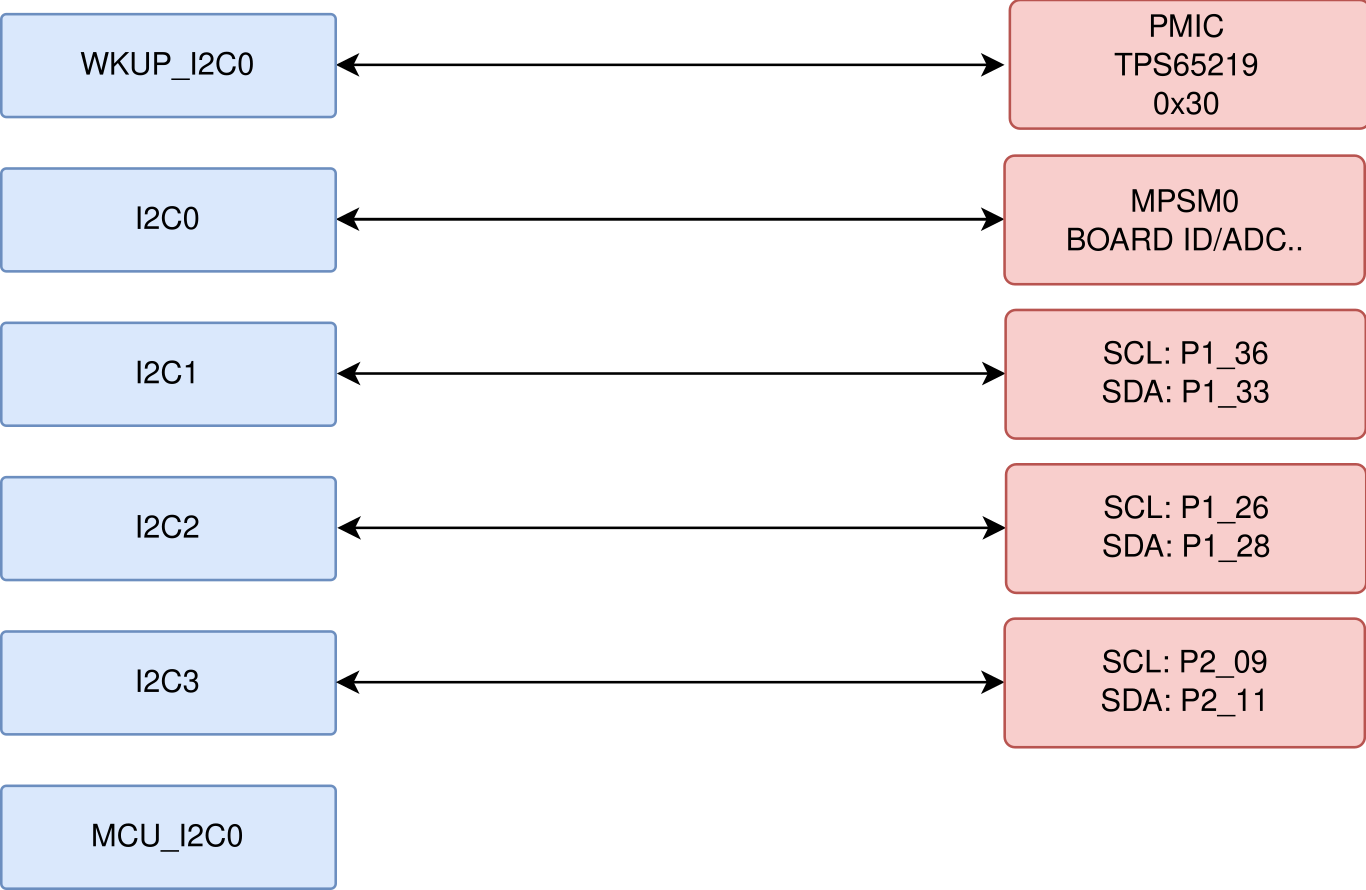 WKUP_I2C0
PMIC
TPS65219
0x30
I2C0
MPSM0
BOARD ID/ADC..
I2C1
SCL: P1_36
SDA: P1_33
I2C2
SCL: P1_26
SDA: P1_28
I2C3
SCL: P2_09
SDA: P2_11
MCU_I2C0